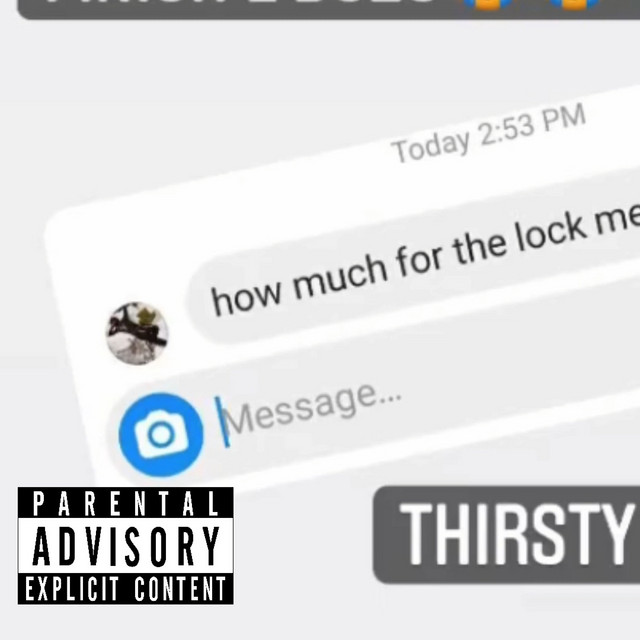 Today 2:53 PM
how much for the lock me
Message...
THIRSTY
PARENTAL
ADVISORY
EXPLICIT CONTENT